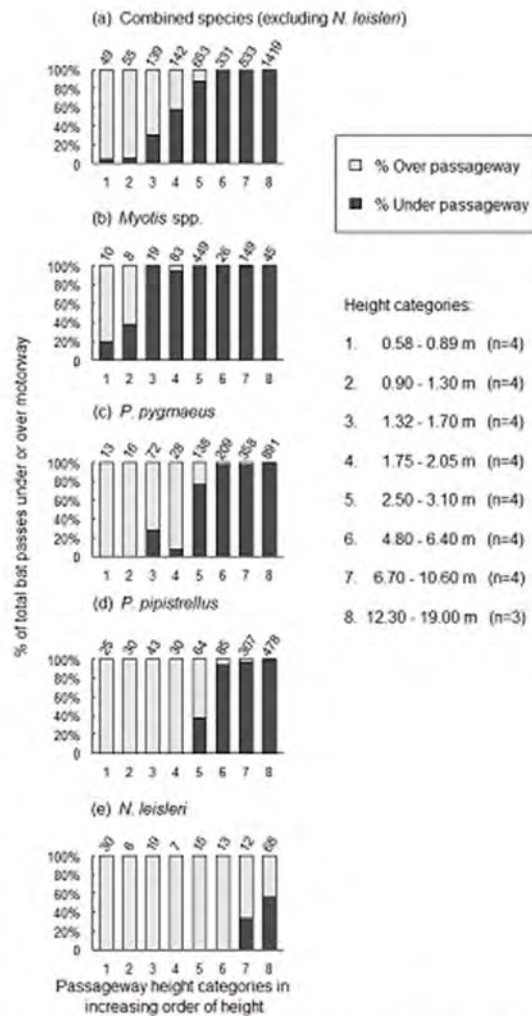 (a) Combined species (excluding N. leisleri)
49 55 139 142 653 331 833 1419
100%
80%
60%
40%
20%
0
1 2 3 4 5 6 7 8
(b) Myotis spp.
10 8 19 83 449 26 149 45
100%
80%
60%
40%
20%
0
1 2 3 4 5 6 7 8
(c) P. pygmaeus
13 16 72 28 138 209 358 891
100%
80%
60%
40%
20%
0
1 2 3 4 5 6 7 8
(d) P. pipistrellus
25 30 43 30 64 85 307 478
100%
80%
60%
40%
20%
0
1 2 3 4 5 6 7 8
(e) N. leisleri
30 19 7 15 13 12 68
100%
80%
60%
40%
20%
0
1 2 3 4 5 6 7 8
Passageway height categories in
increasing order of height
% of total bat passes under or over motorway
% Over passageway
% Under passageway
Height categories:
1. 0.58 - 0.89 m (n=4)
2. 0.90 - 1.30 m (n=4)
3. 1.32 - 1.70 m (n=4)
4. 1.75 - 2.05 m (n=4)
5. 2.50 - 3.10 m (n=4)
6. 4.80 - 6.40 m (n=4)
7. 6.70 - 10.60 m (n=4)
8. 12.30 - 19.00 m (n=3)